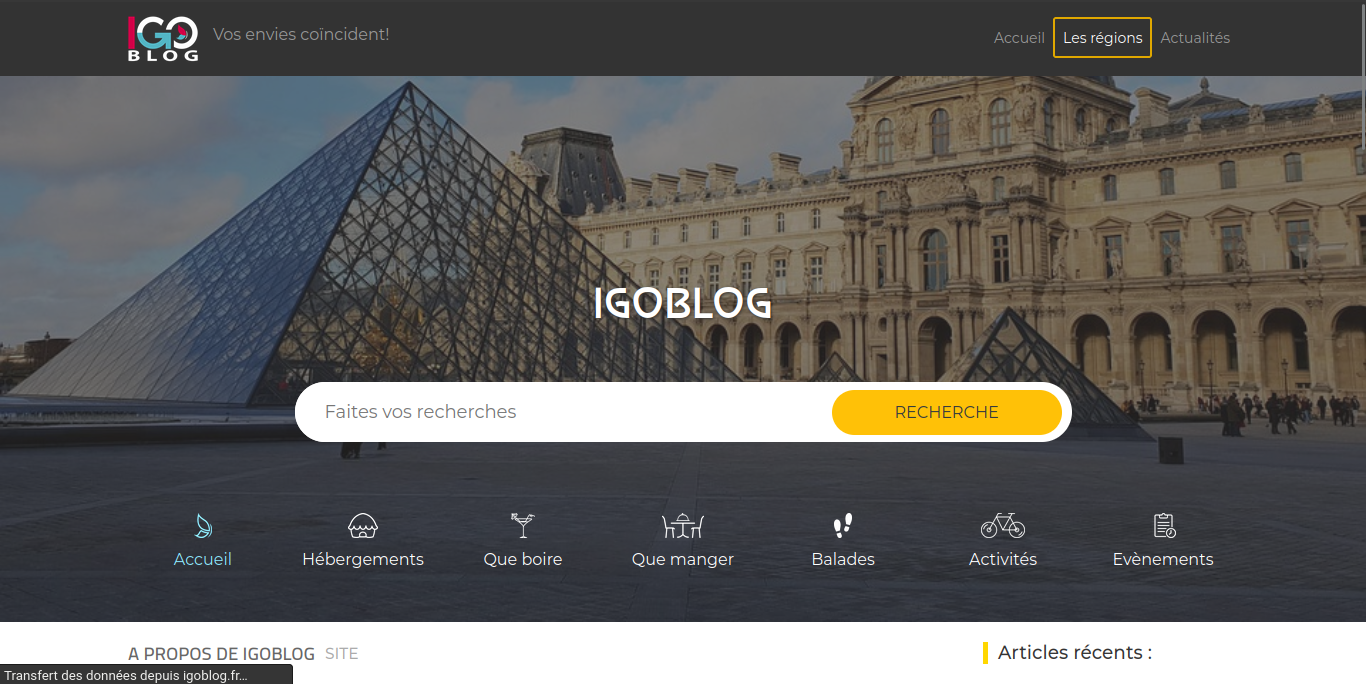 IGO
BLOG
Vos envies coïncident!
Accueil
Les régions
Actualités
IGOBLOG
Faites vos recherches
RECHERCHE
Accueil
Hébergements
Que boire
Que manger
Balades
Activités
Evènements
A PROPOS DE IGOBLOG SITE
Articles récents :
Transfert des données depuis igoblog.fr...